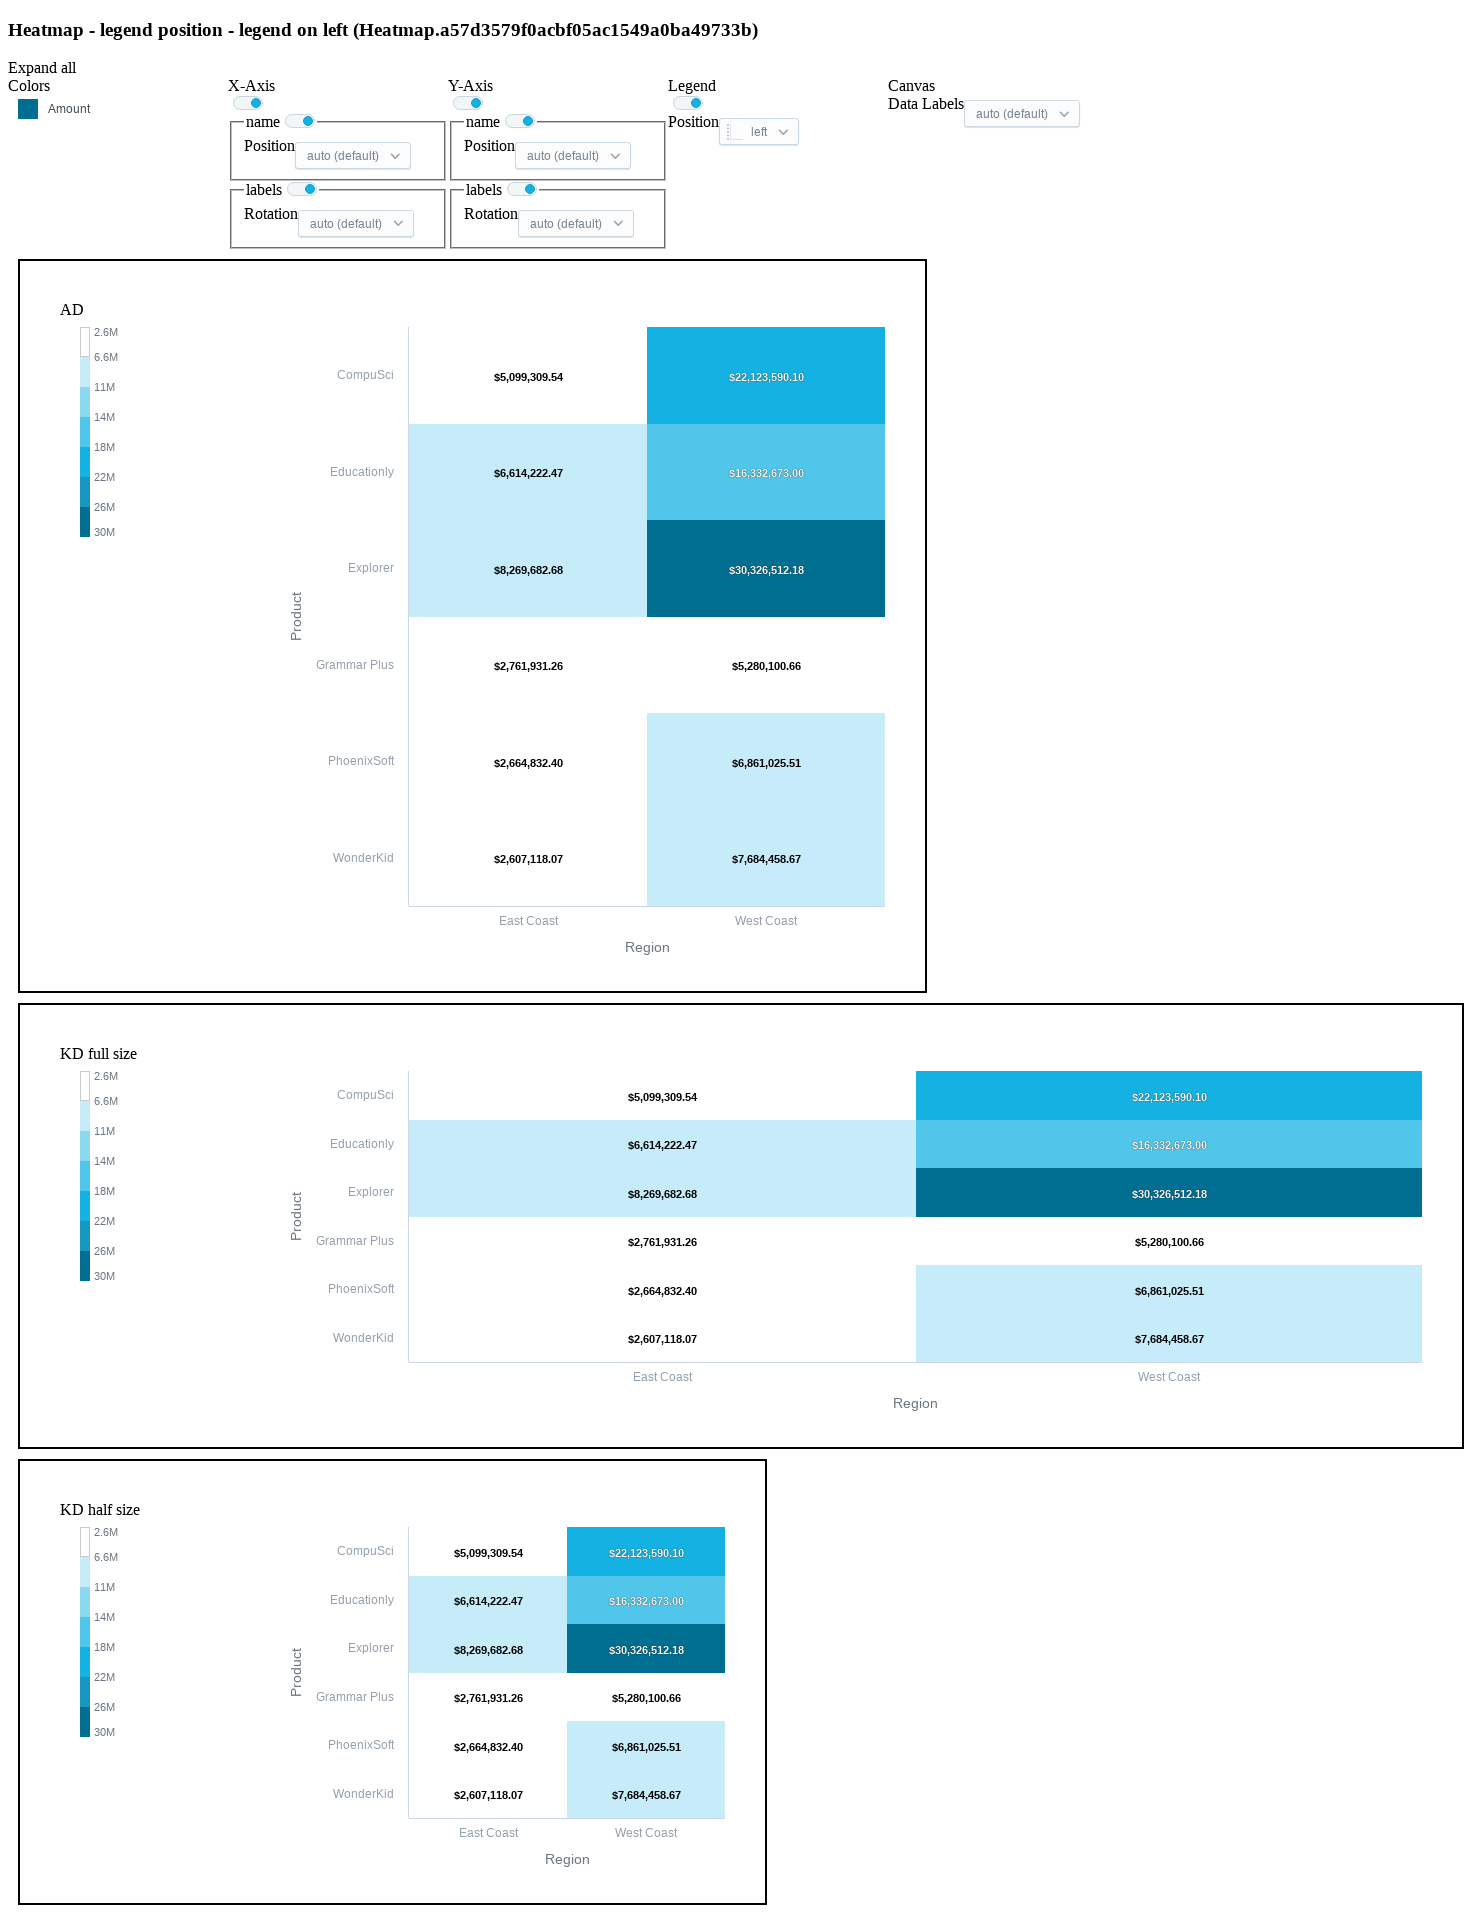 Heatmap - legend position - legend on left (Heatmap.a57d3579f0acbf05ac1549a0ba49733b)
Expand all
Colors
Amount
X-Axis
name
Position auto (default)
labels
Rotation auto (default)
Y-Axis
name
Position auto (default)
labels
Rotation auto (default)
Legend
Position left
Canvas
Data Labels auto (default)
AD
2.6M
6.6M
11M
14M
18M
22M
26M
30M
Product
CompuSci $5,099,309.54 $22,123,590.10
Educationly $6,614,222.47 $16,332,673.00
Explorer $8,269,682.68 $30,326,512.18
Grammar Plus $2,761,931.26 $5,280,100.66
PhoenixSoft $2,664,832.40 $6,861,025.51
WonderKid $2,607,118.07 $7,684,458.67
East Coast West Coast
Region
KD full size
2.6M
6.6M
11M
14M
18M
22M
26M
30M
Product
CompuSci $5,099,309.54 $22,123,590.10
Educationly $6,614,222.47 $16,332,673.00
Explorer $8,269,682.68 $30,326,512.18
Grammar Plus $2,761,931.26 $5,280,100.66
PhoenixSoft $2,664,832.40 $6,861,025.51
WonderKid $2,607,118.07 $7,684,458.67
East Coast West Coast
Region
KD half size
2.6M
6.6M
11M
14M
18M
22M
26M
30M
Product
CompuSci $5,099,309.54 $22,123,590.10
Educationly $6,614,222.47 $16,332,673.00
Explorer $8,269,682.68 $30,326,512.18
Grammar Plus $2,761,931.26 $5,280,100.66
PhoenixSoft $2,664,832.40 $6,861,025.51
WonderKid $2,607,118.07 $7,684,458.67
East Coast West Coast
Region